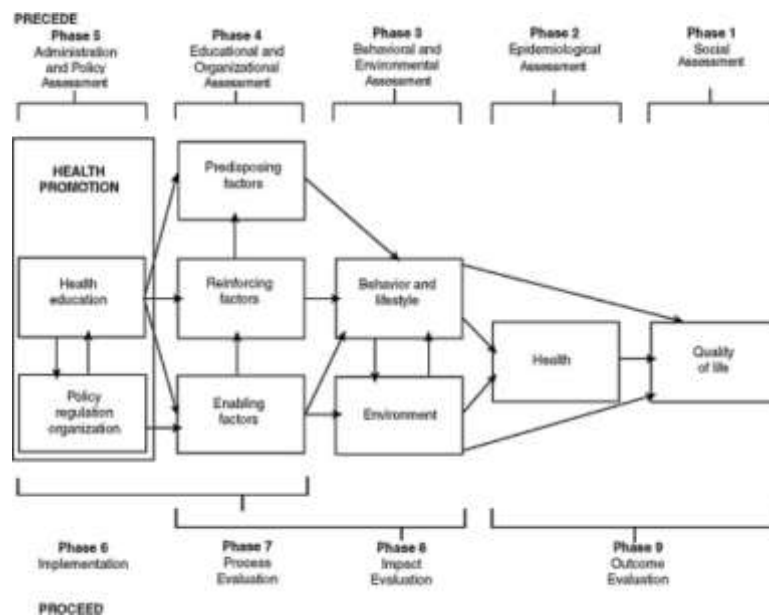 PRECEDE
Phase 5
Administration
and Policy
Assessment
Phase 4
Educational and
Organizational
Assessment
Phase 3
Behavioral and
Environmental
Assessment
Phase 2
Epidemiological
Assessment
Phase 1
Social
Assessment
HEALTH
PROMOTION
Predisposing
factors
Health
education
Reinforcing
factors
Behavior and
lifestyle
Health
Quality
of life
Policy
regulation
organization
Enabling
factors
Environment
Phase 6
Implementation
Phase 7
Process
Evaluation
Phase 8
Impact
Evaluation
Phase 9
Outcome
Evaluation
PROCEED